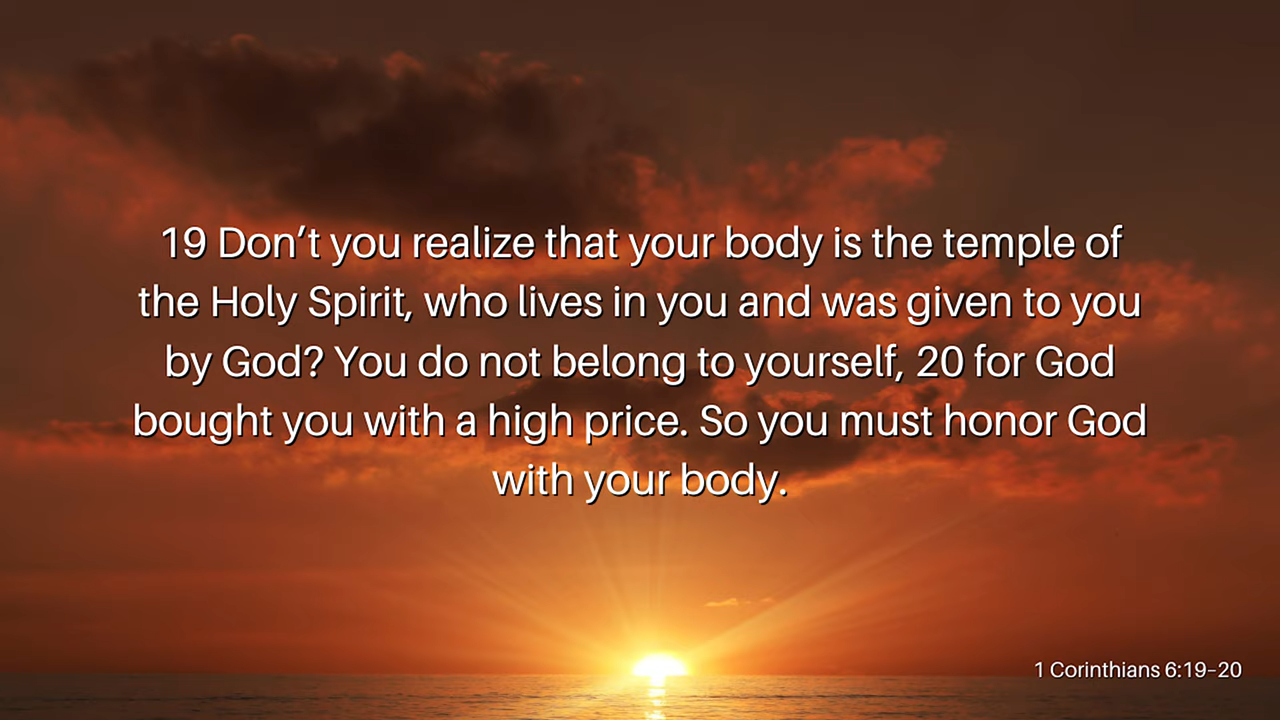 19 Don’t you realize that your body is the temple of
the Holy Spirit, who lives in you and was given to you
by God? You do not belong to yourself, 20 for God
bought you with a high price. So you must honor God
with your body.
1 Corinthians 6:19–20